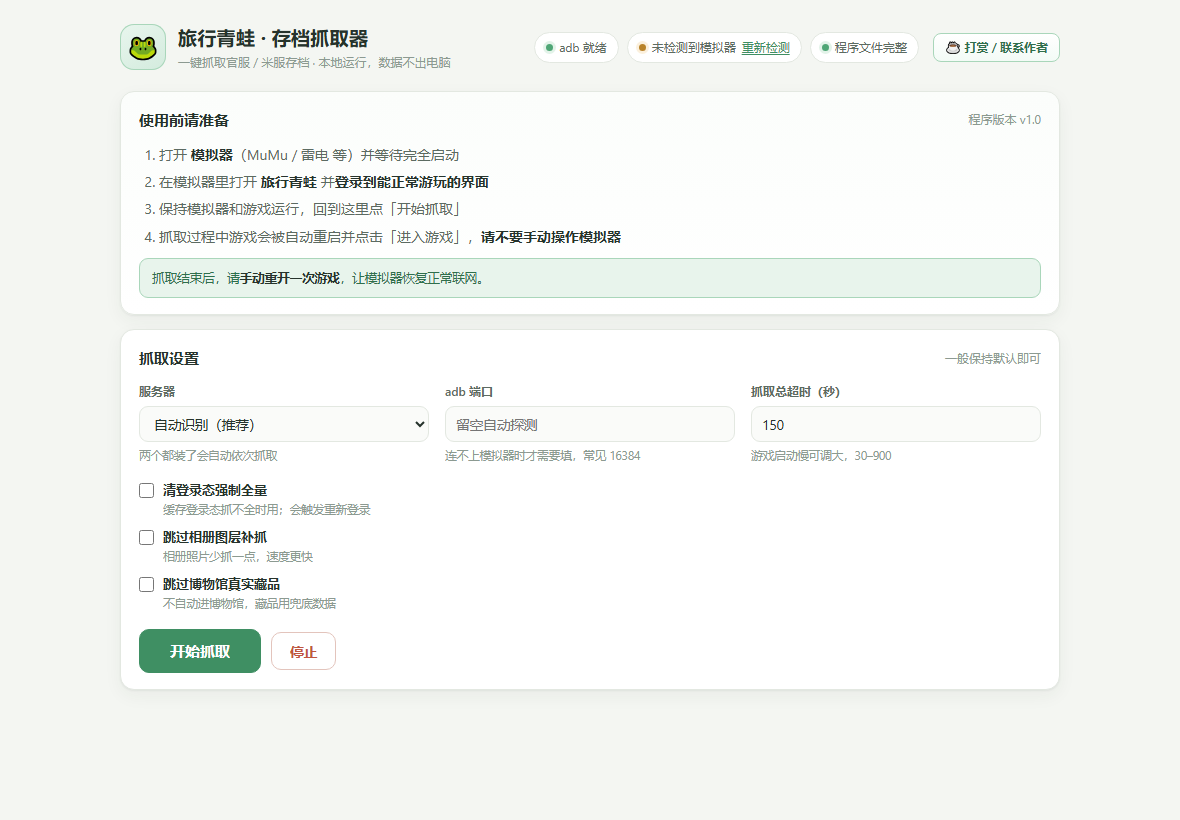 旅行青蛙 · 存档抓取器
一键抓取官服 / 米服存档 · 本地运行，数据不出电脑
adb 就绪
未检测到模拟器 重新检测
程序文件完整
打赏 / 联系作者
使用前请准备
程序版本 v1.0
1. 打开 模拟器（MuMu / 雷电 等）并等待完全启动
2. 在模拟器里打开 旅行青蛙 并登录到能正常游玩的界面
3. 保持模拟器和游戏运行，回到这里点「开始抓取」
4. 抓取过程中游戏会被自动重启并点击「进入游戏」，请不要手动操作模拟器
抓取结束后，请手动重开一次游戏，让模拟器恢复正常联网。
抓取设置
一般保持默认即可
服务器
adb 端口
抓取总超时（秒）
自动识别（推荐）
留空自动探测
150
两个都装了会自动依次抓取
连不上模拟器时才需要填，常见 16384
游戏启动慢可调大，30–900
清登录态强制全量
缓存登录态抓不全时用；会触发重新登录
跳过相册图层补抓
相册照片少抓一点，速度更快
跳过博物馆真实藏品
不自动进博物馆，藏品用兜底数据
开始抓取
停止